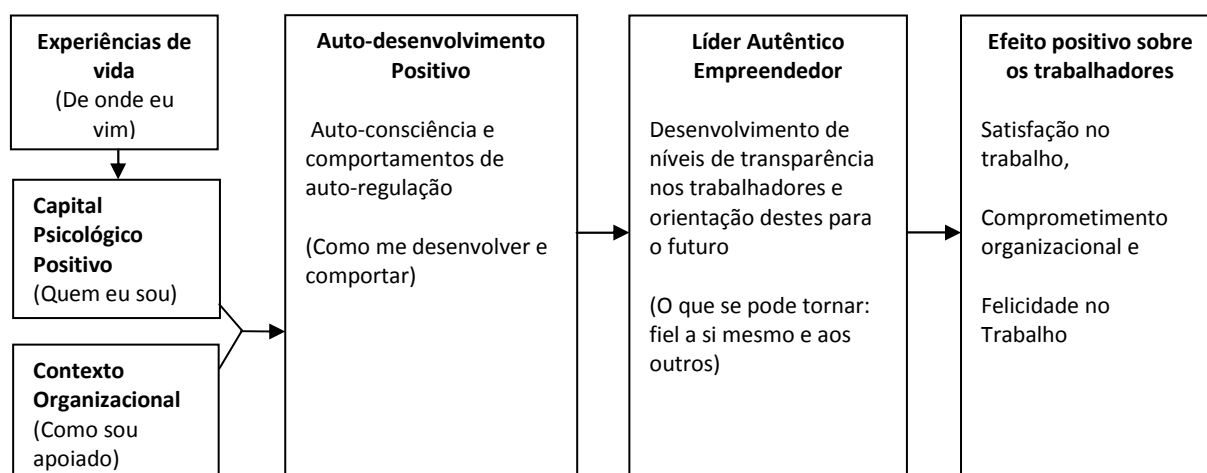 Experiências de
vida
(De onde eu
vim)
Capital
Psicológico
Positivo
(Quem eu sou)
Contexto
Organizacional
(Como sou
apoiado)
Auto-desenvolvimento
Positivo
Auto-consciência e
comportamentos de
auto-regulação
(Como me desenvolver e
comportar)
Líder Autêntico
Empreendedor
Desenvolvimento de
níveis de transparência
nos trabalhadores e
orientação destes para
o futuro
(O que se pode tornar:
fiel a si mesmo e aos
outros)
Efeito positivo sobre
os trabalhadores
Satisfação no
trabalho,
Comprometimento
organizacional e
Felicidade no
Trabalho